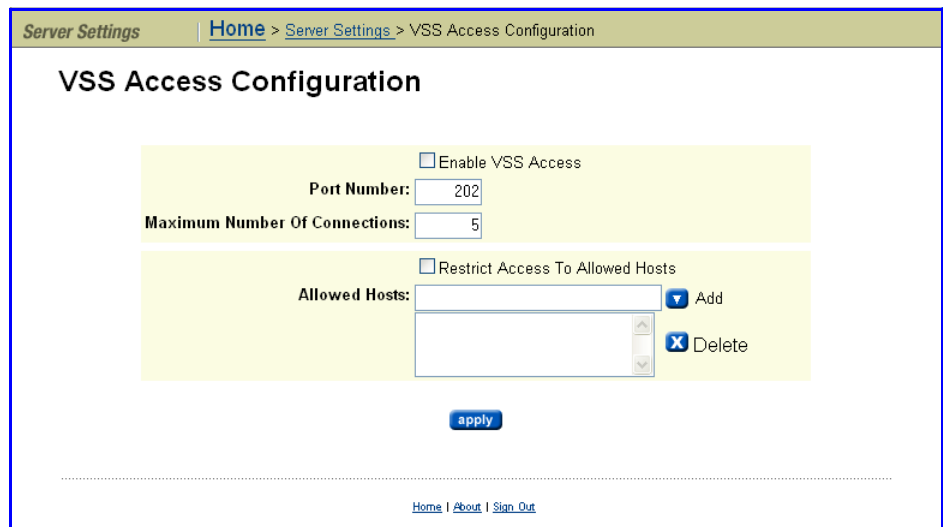 Server Settings Home > Server Settings > VSS Access Configuration
VSS Access Configuration
Enable VSS Access
Port Number: 202
Maximum Number Of Connections: 5
Restrict Access To Allowed Hosts
Allowed Hosts: Add
X Delete
apply
Home | About | Sign Out